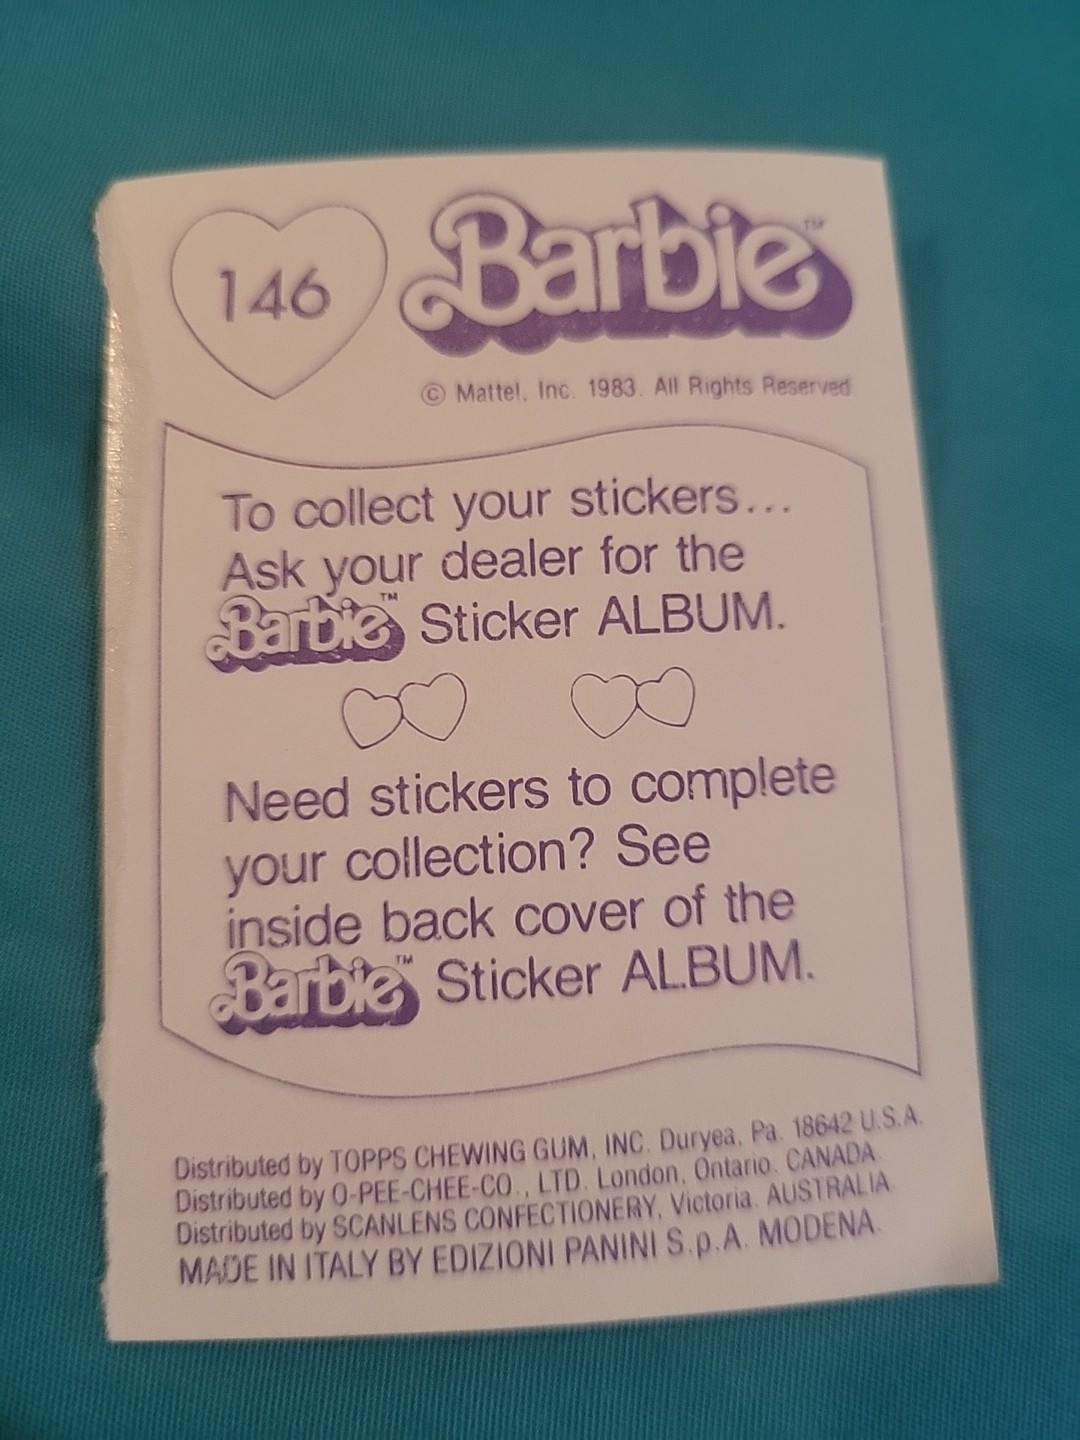 146
Barbie™
© Mattel, Inc. 1983. All Rights Reserved
To collect your stickers...
Ask your dealer for the
Barbie™ Sticker ALBUM.
Need stickers to complete
your collection? See
inside back cover of the
Barbie™ Sticker ALBUM.
Distributed by TOPPS CHEWING GUM, INC. Duryea, Pa. 18642 U.S.A.
Distributed by O-PEE-CHEE-CO., LTD. London, Ontario. CANADA.
Distributed by SCANLENS CONFECTIONERY, Victoria. AUSTRALIA.
MADE IN ITALY BY EDIZIONI PANINI S.p.A. MODENA.